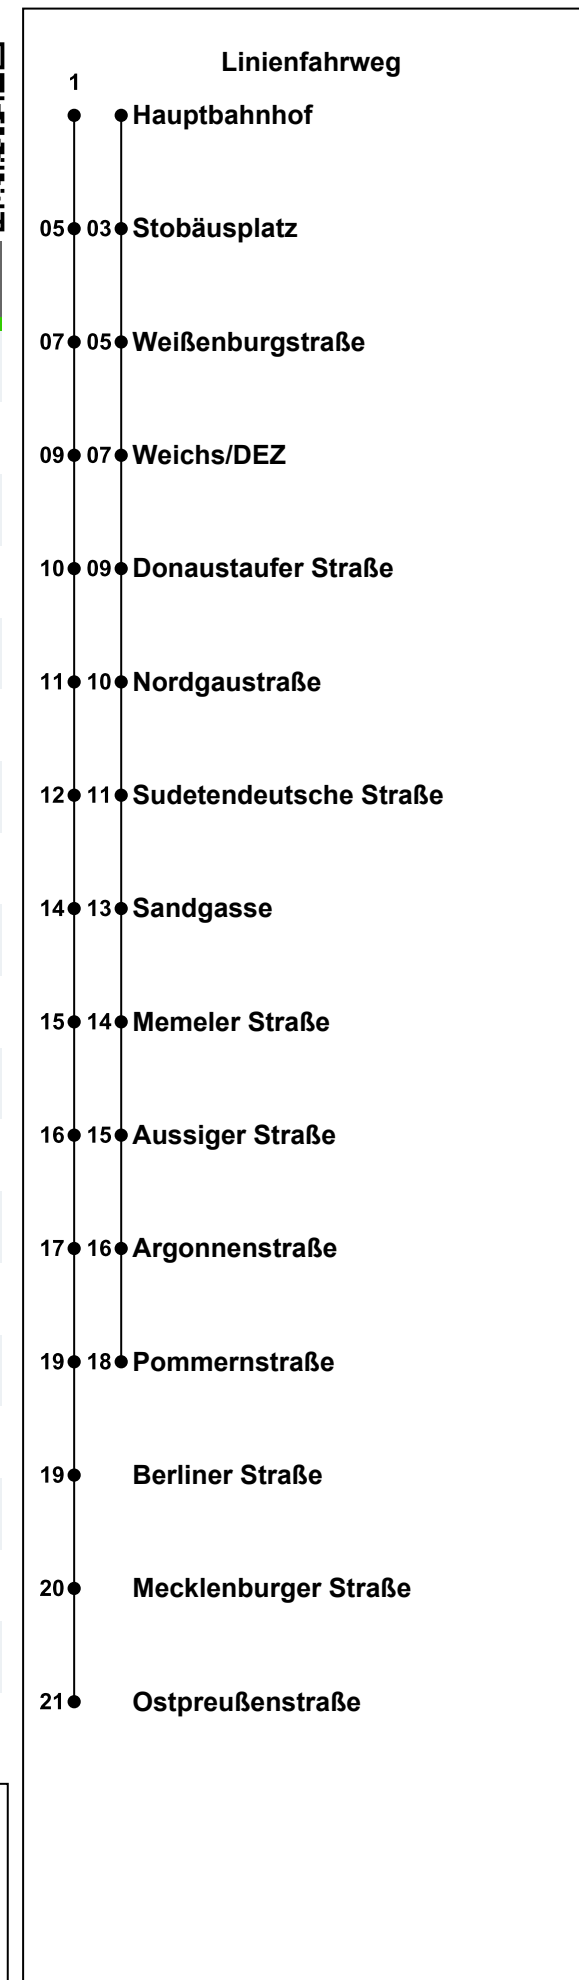 Linienfahrweg
1
Hauptbahnhof
05 03 Stobäusplatz
07 05 Weißenburgstraße
09 07 Weichs/DEZ
10 09 Donaustaufer Straße
11 10 Nordgaustraße
12 11 Sudetendeutsche Straße
14 13 Sandgasse
15 14 Memeler Straße
16 15 Aussiger Straße
17 16 Argonnenstraße
19 18 Pommernstraße
19 Berliner Straße
20 Mecklenburger Straße
21 Ostpreußenstraße